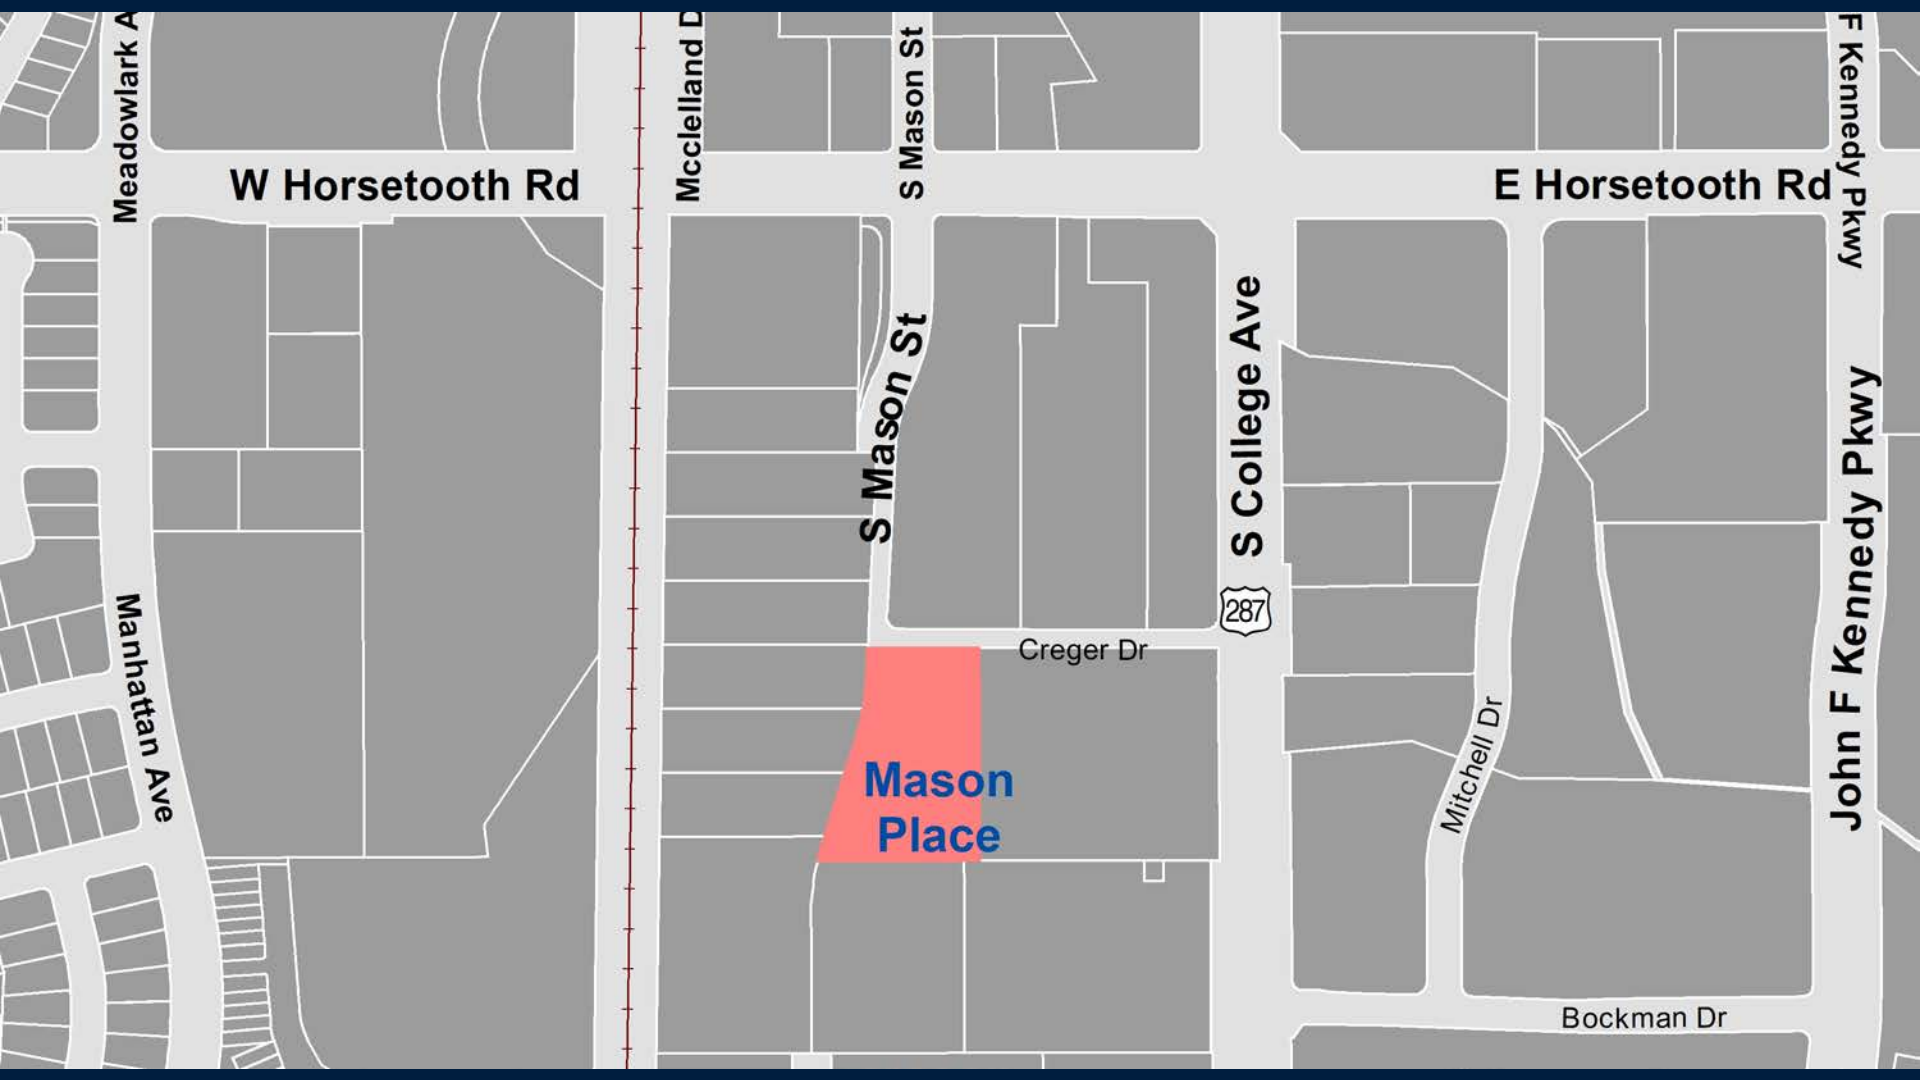 Meadowlark A
Mcclelland D
S Mason St
F Kennedy Pkwy
W Horsetooth Rd
E Horsetooth Rd
S Mason St
S College Ave
John F Kennedy Pkwy
287
Manhattan Ave
Creger Dr
Mitchell Dr
Mason
Place
Bockman Dr